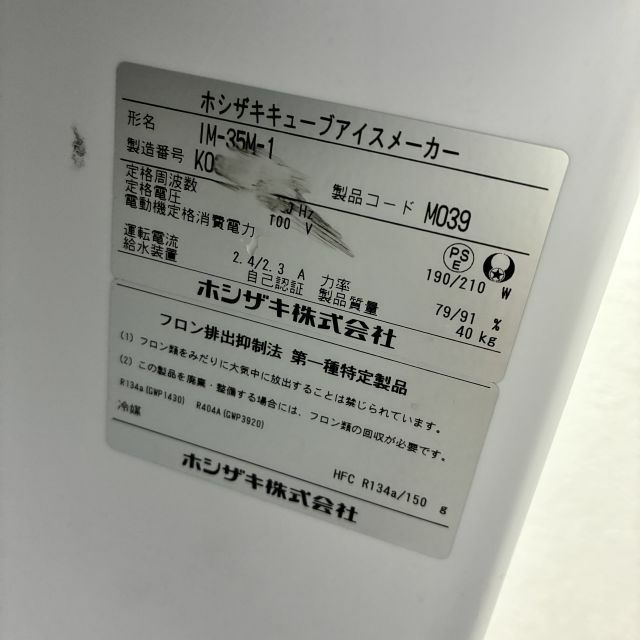 ホシザキキューブアイスメーカー
形名 IM-35M-1
製造番号 K0 製品コード M039
定格周波数 Hz
定格電圧 100 V
電動機定格消費電力 190/210 W
PS E
運転電流 2.4/2.3 A 力率 79/91 %
給水装置 自己認証 製品質量 40 kg
ホシザキ株式会社
フロン排出抑制法 第一種特定製品
(1) フロン類をみだりに大気中に放出することは禁じられています。
(2) この製品を廃棄・整備する場合には、フロン類の回収が必要です。
R134a(GWP1430) R404A(GWP3920)
冷媒 HFC R134a/150 g
ホシザキ株式会社